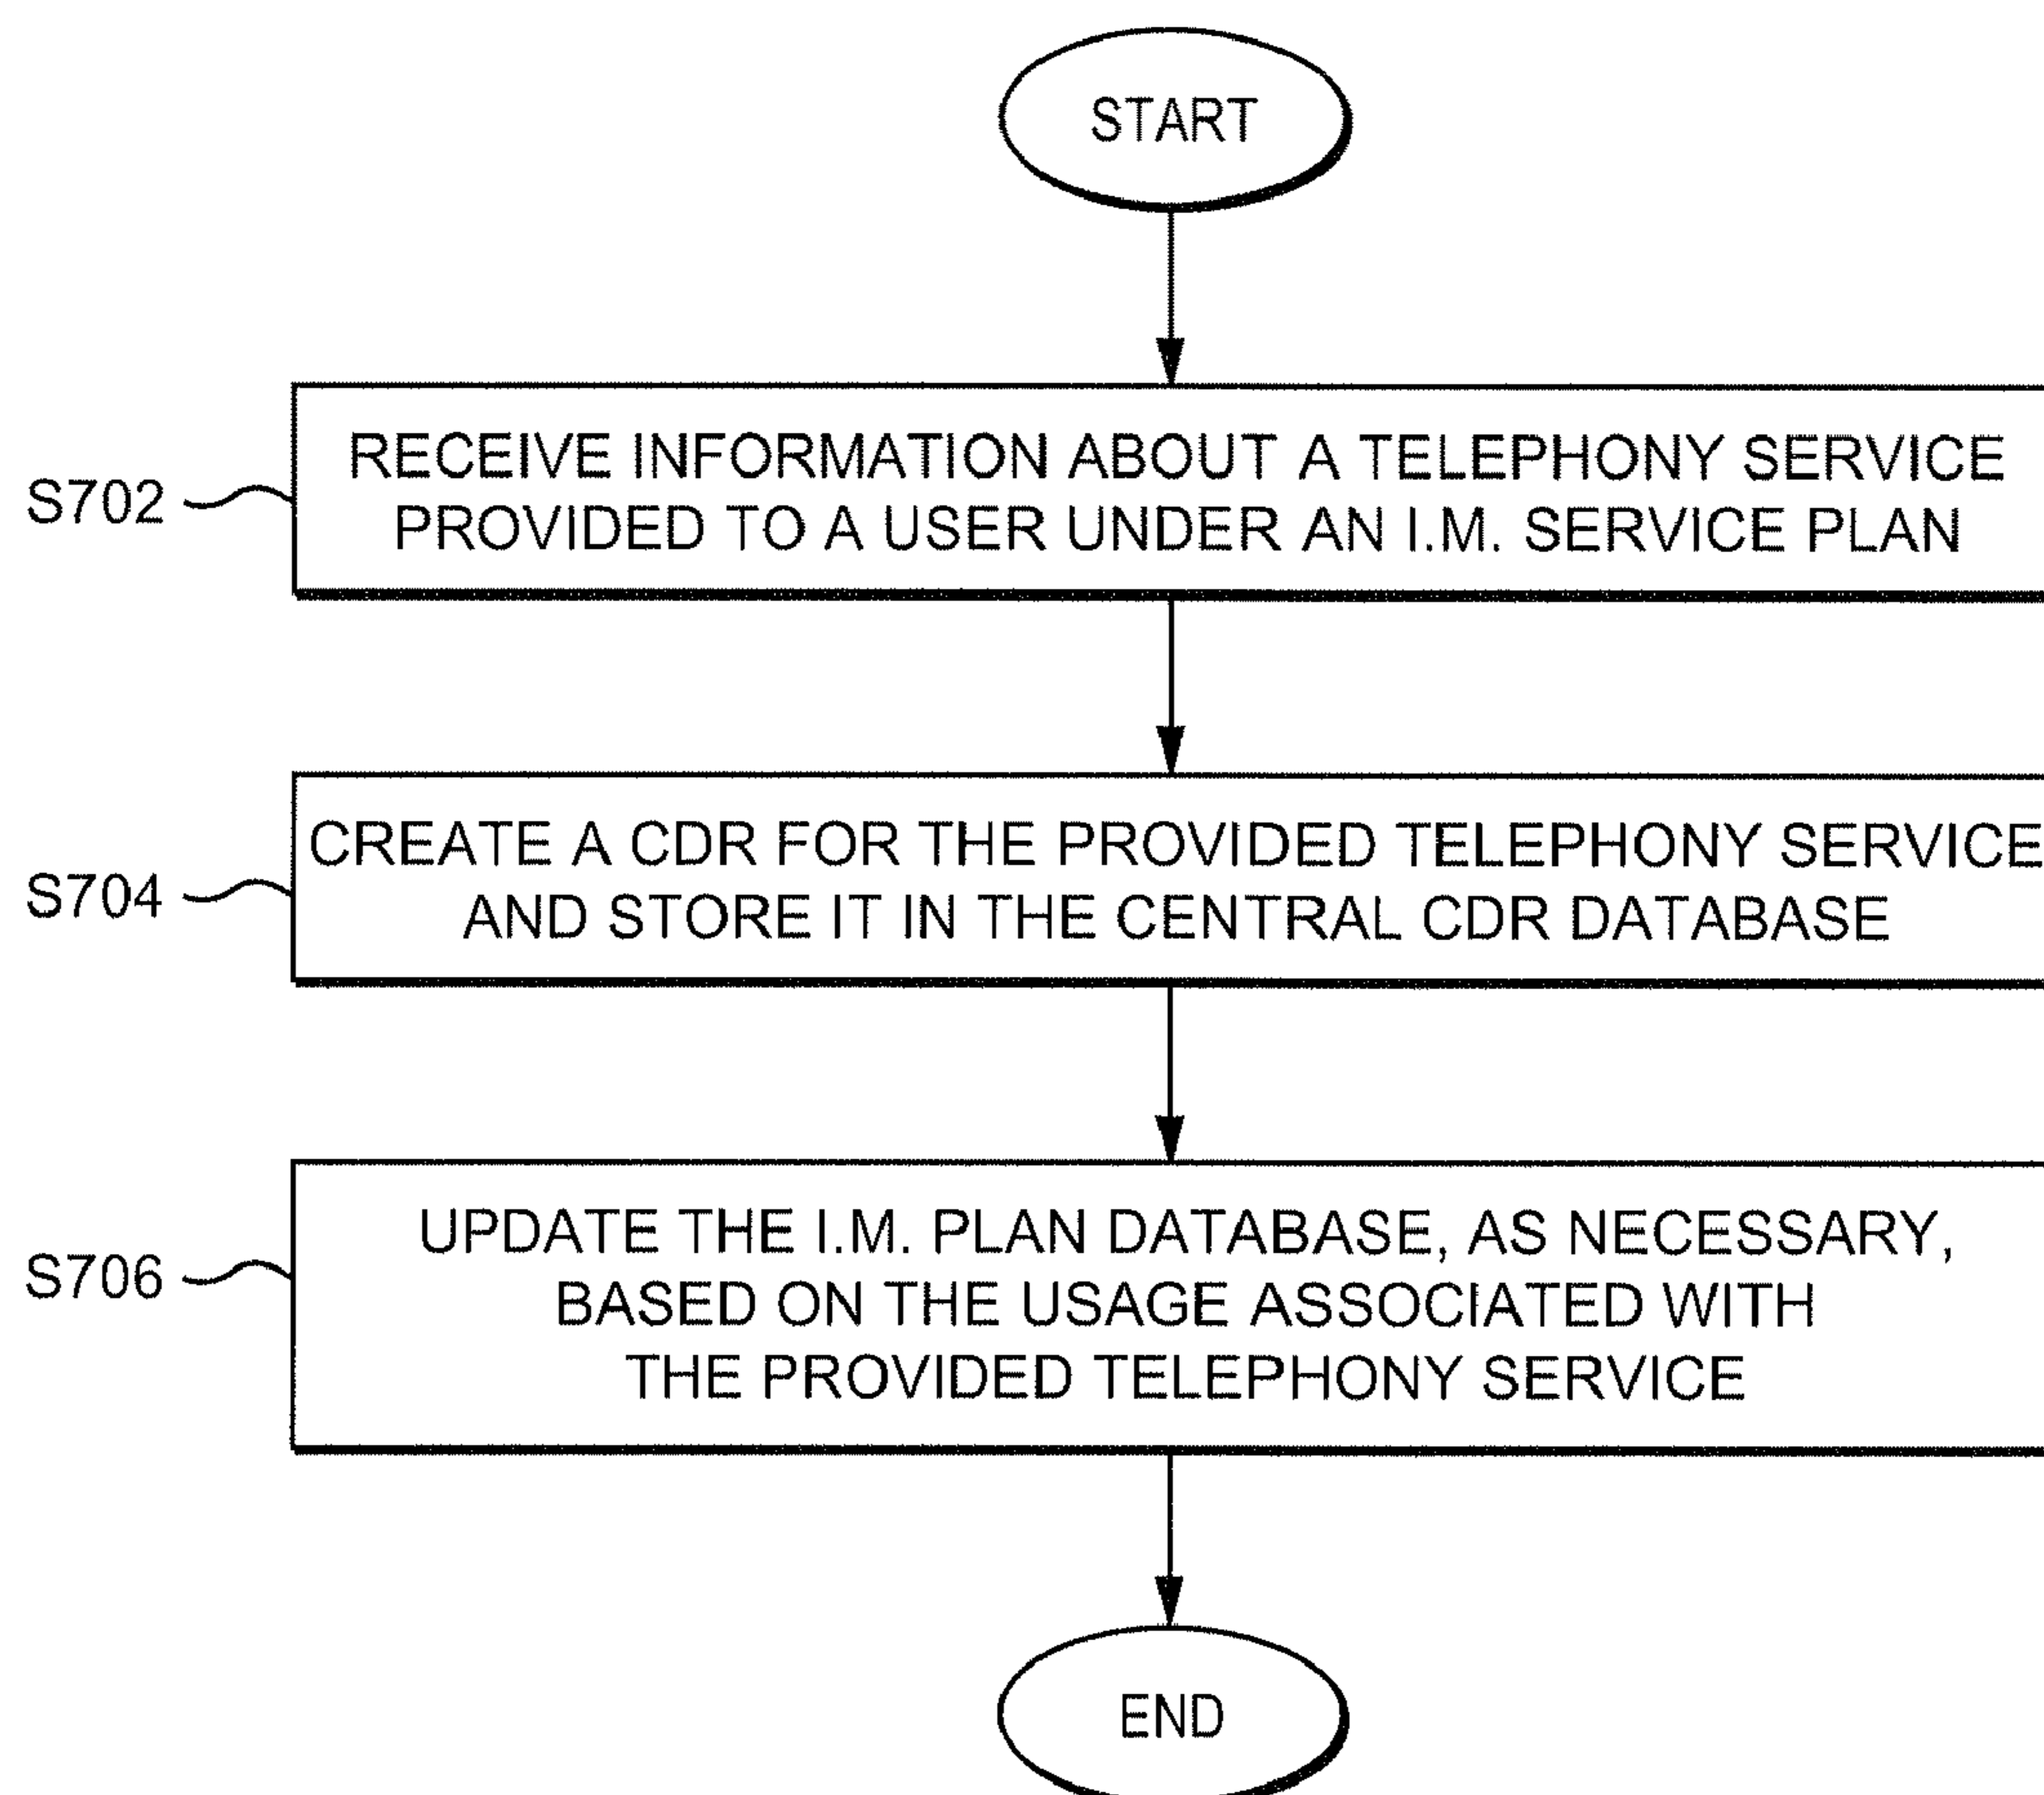 START
S702
RECEIVE INFORMATION ABOUT A TELEPHONY SERVICE
PROVIDED TO A USER UNDER AN I.M. SERVICE PLAN
S704
CREATE A CDR FOR THE PROVIDED TELEPHONY SERVICE
AND STORE IT IN THE CENTRAL CDR DATABASE
S706
UPDATE THE I.M. PLAN DATABASE, AS NECESSARY,
BASED ON THE USAGE ASSOCIATED WITH
THE PROVIDED TELEPHONY SERVICE
END